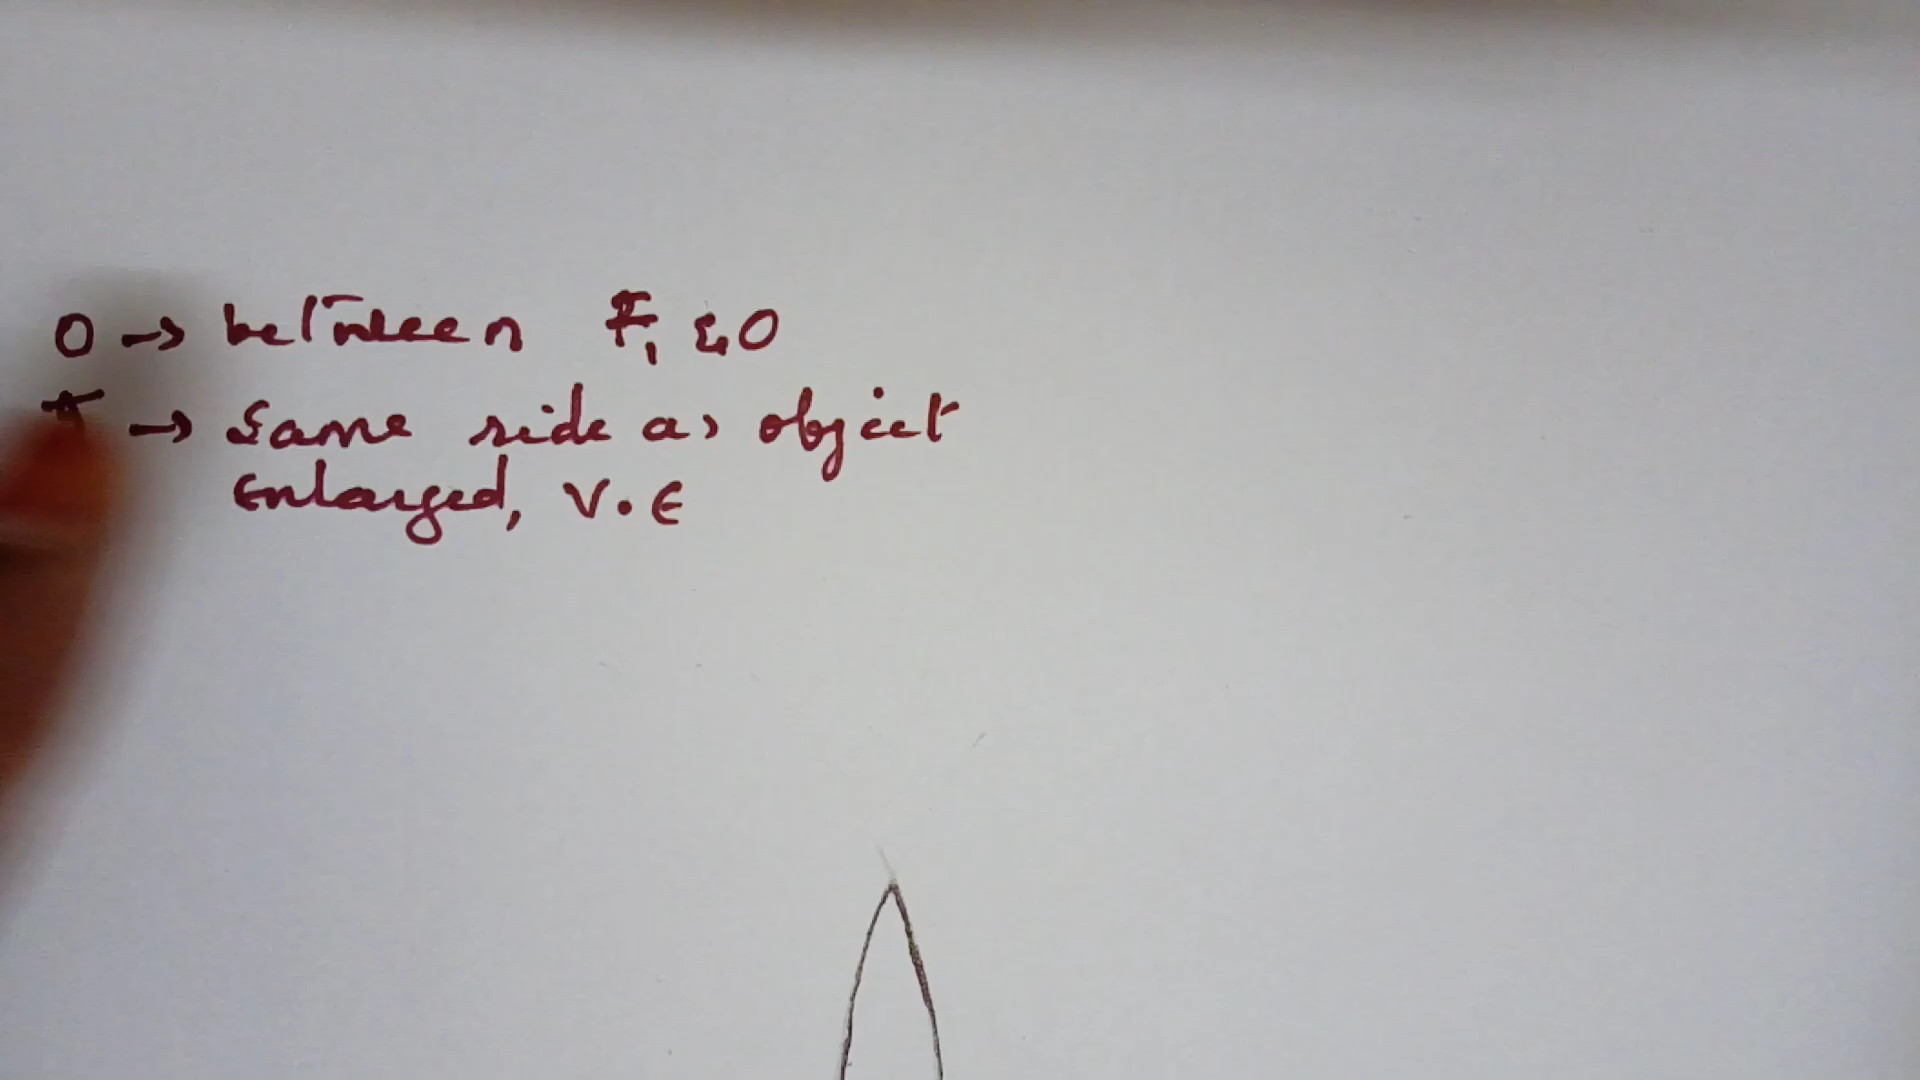 O → between F₁ & O
I → Same side as object
Enlarged, V.E